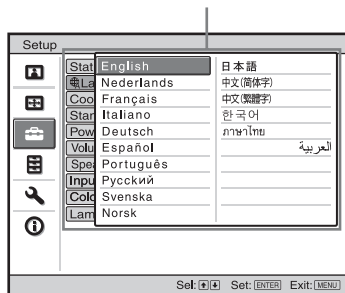 Setup
Stat
La
Coo
Star
Pow
Volu
Spea
Inpu
Colo
Lam
English
Nederlands
Français
Italiano
Deutsch
Español
Português
Русский
Svenska
Norsk
日本語
中文(简体字)
中文(繁體字)
한국어
ภาษาไทย
العربية
Sel: Set: ENTER Exit: MENU